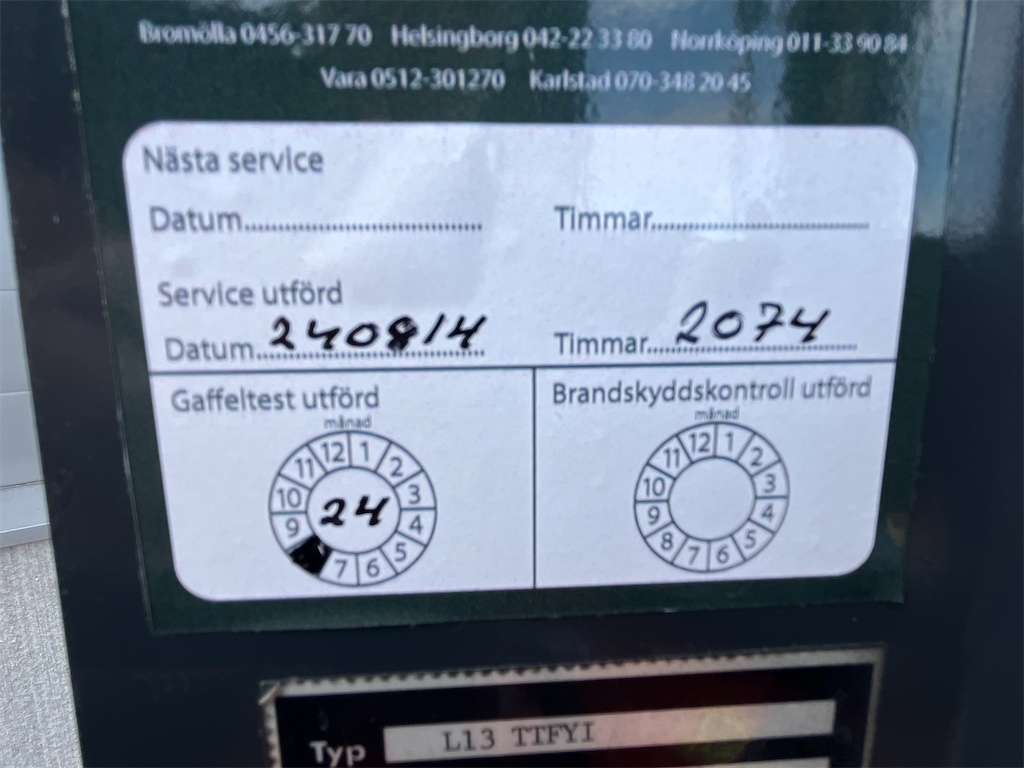 Bromölla 0456-317 70 Helsingborg 042-22 33 80 Norrköping 011-33 90 84
Vara 0512-301270 Karlstad 070-348 20 45
Nästa service
Datum.................................... Timmar.................................
Service utförd
Datum 240814 Timmar 2074
Gaffeltest utförd Brandskyddskontroll utförd
månad månad
12 1 2 3 4 5 6 7 9 10 11 12 1 2 3 4 5 6 7 8 9 10 11
24
Typ L13 TTFYI